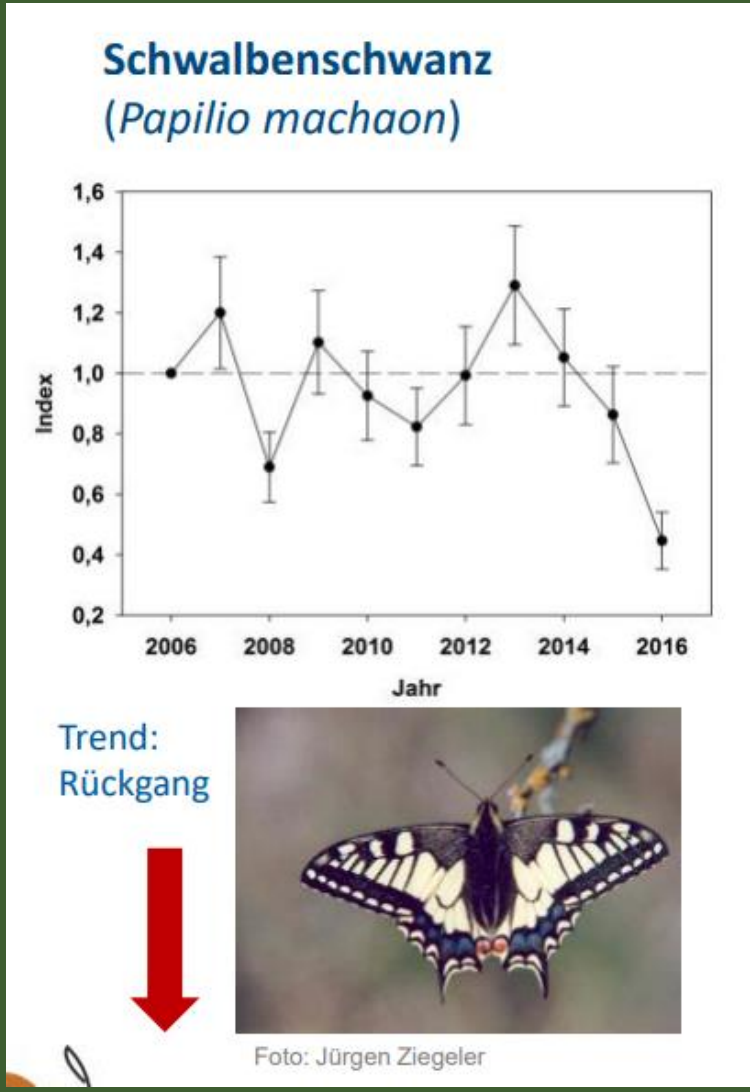 Schwalbenschwanz
(Papilio machaon)
1,6
1,4
1,2
1,0
0,8
0,6
0,4
0,2
Index
2006 2008 2010 2012 2014 2016
Jahr
Trend:
Rückgang
Foto: Jürgen Ziegeler